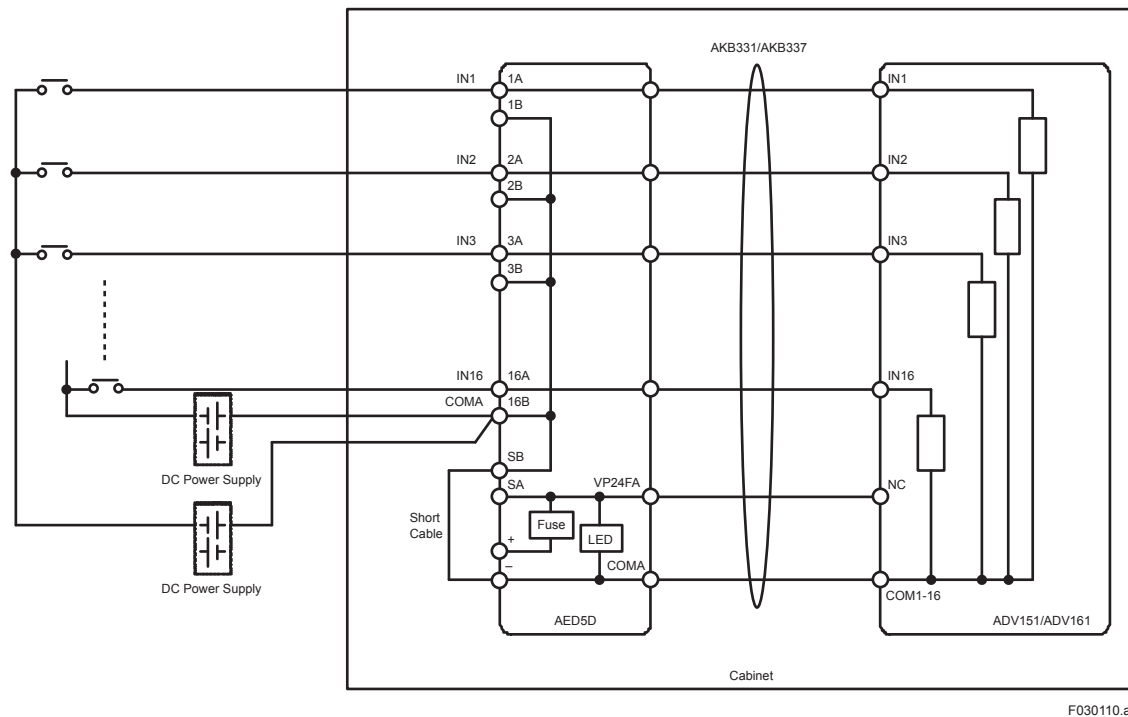 AKB331/AKB337
IN1
1A
IN1
1B
IN2
2A
IN2
2B
IN3
3A
IN3
3B
IN16
16A
IN16
COMA
16B
DC Power Supply
SB
SA
VP24FA
NC
Short
Cable
Fuse
LED
+
–
COMA
COM1-16
DC Power Supply
AED5D
ADV151/ADV161
Cabinet